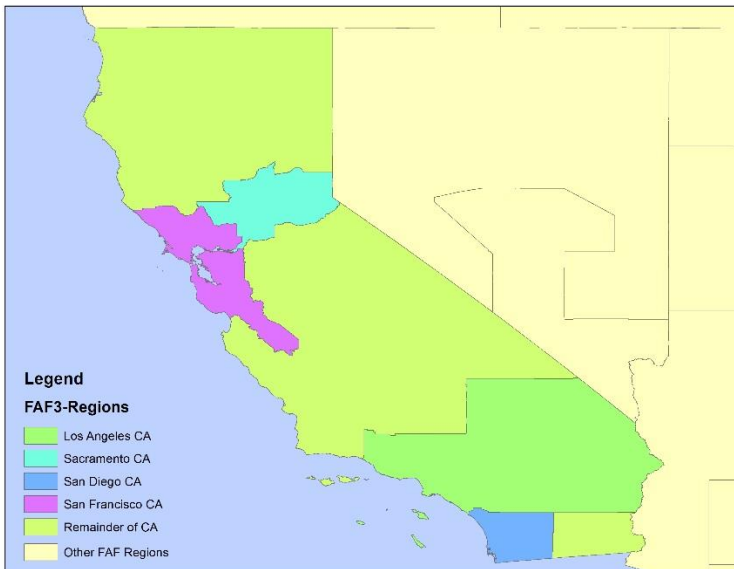 Legend
FAF3-Regions
Los Angeles CA
Sacramento CA
San Diego CA
San Francisco CA
Remainder of CA
Other FAF Regions